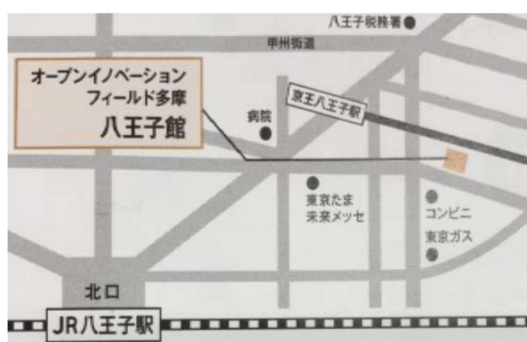 八王子税務署
甲州街道
オープンイノベーション
フィールド多摩
八王子館
京王八王子駅
病院
東京たま
未来メッセ
コンビニ
東京ガス
北口
JR八王子駅